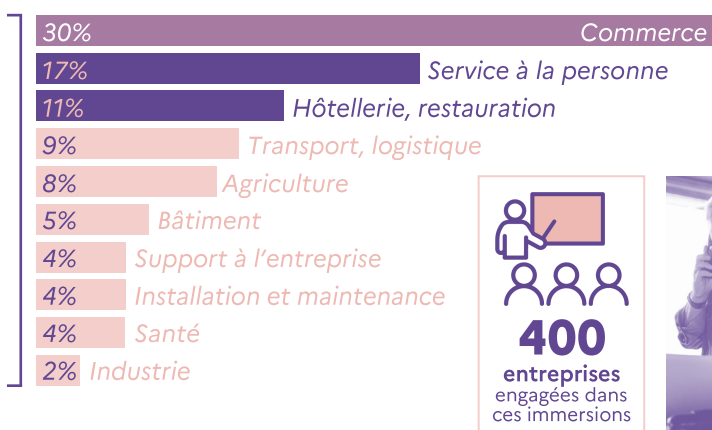 30% Commerce
17% Service à la personne
11% Hôtellerie, restauration
9% Transport, logistique
8% Agriculture
5% Bâtiment
4% Support à l'entreprise
4% Installation et maintenance
4% Santé
2% Industrie
400
entreprises
engagées dans
ces immersions